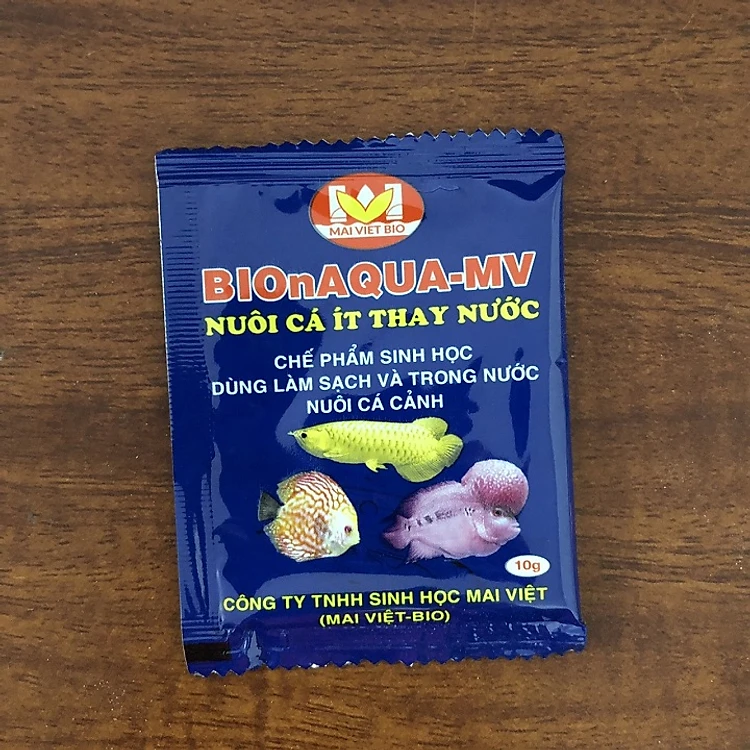 MAI VIET BIO
BIOnAQUA-MV
NUÔI CÁ ÍT THAY NƯỚC
CHẾ PHẨM SINH HỌC
DÙNG LÀM SẠCH VÀ TRONG NƯỚC
NUÔI CÁ CẢNH
10g
CÔNG TY TNHH SINH HỌC MAI VIỆT
(MAI VIỆT-BIO)